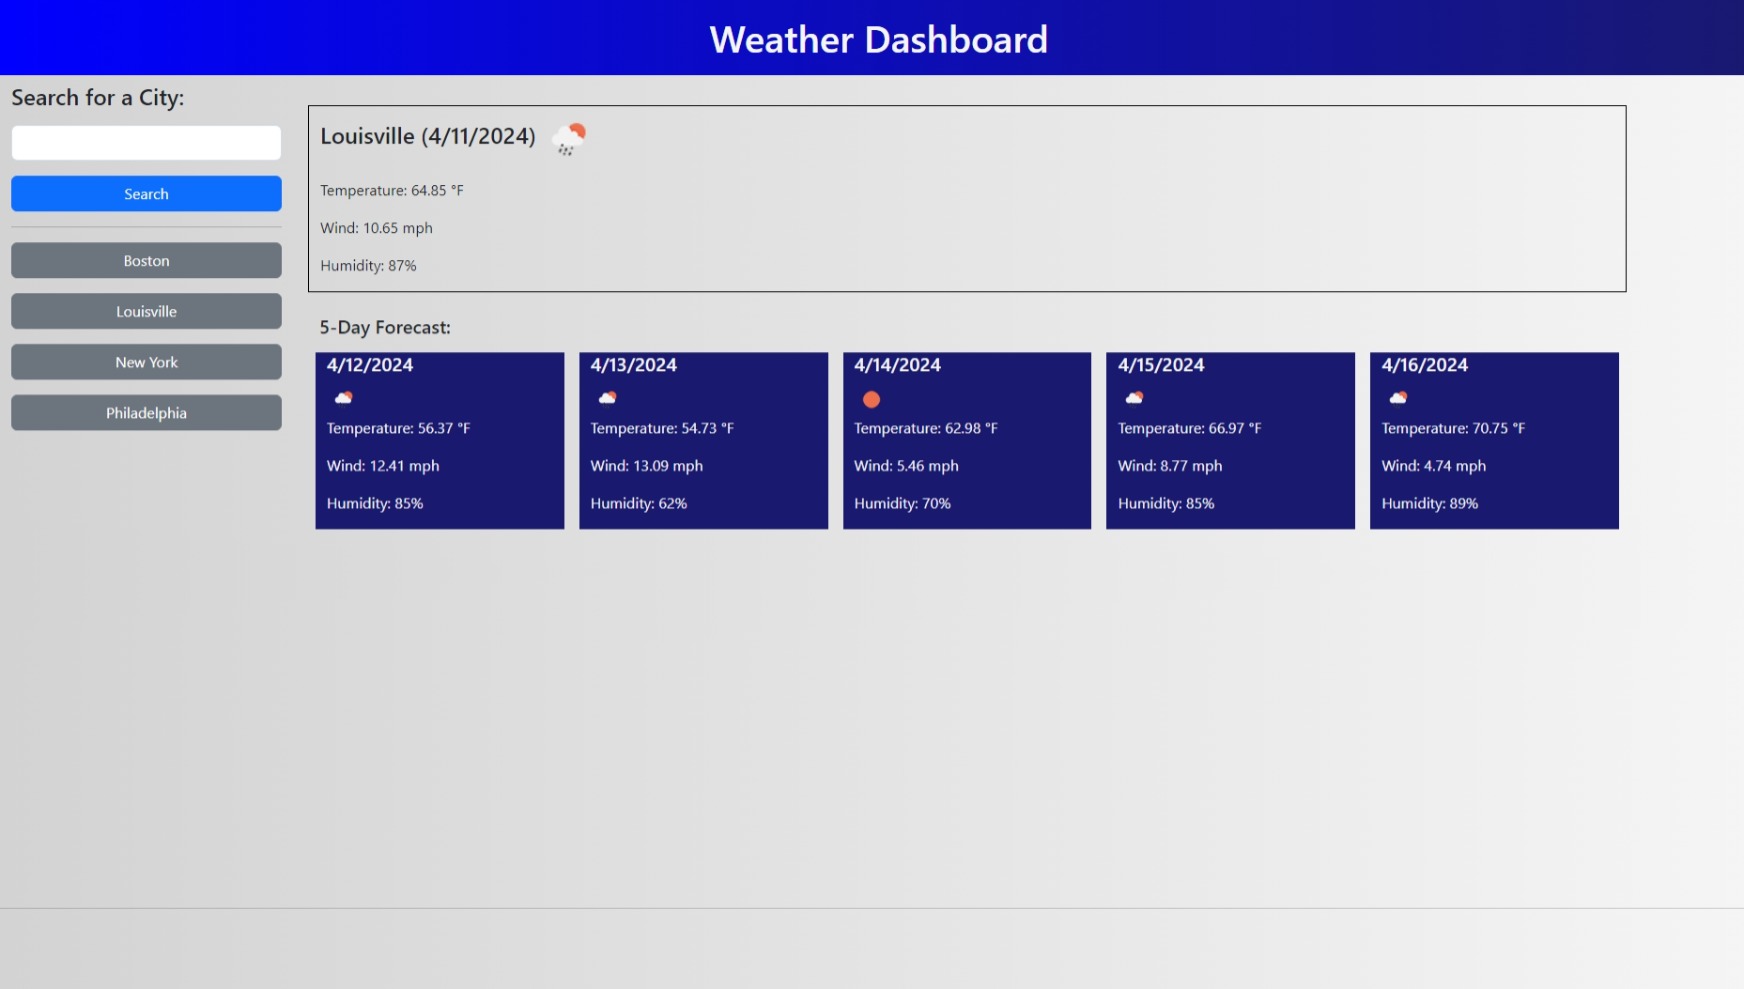 Weather Dashboard
Search for a City:
Search
Boston
Louisville
New York
Philadelphia
Louisville (4/11/2024)
Temperature: 64.85 °F
Wind: 10.65 mph
Humidity: 87%
5-Day Forecast:
4/12/2024
Temperature: 56.37 °F
Wind: 12.41 mph
Humidity: 85%
4/13/2024
Temperature: 54.73 °F
Wind: 13.09 mph
Humidity: 62%
4/14/2024
Temperature: 62.98 °F
Wind: 5.46 mph
Humidity: 70%
4/15/2024
Temperature: 66.97 °F
Wind: 8.77 mph
Humidity: 85%
4/16/2024
Temperature: 70.75 °F
Wind: 4.74 mph
Humidity: 89%